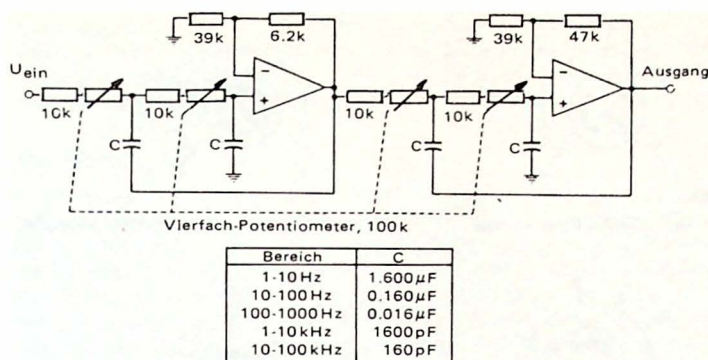 39k 6.2k 39k 47k
Uein Ausgang
− −
+ +
10k 10k 10k 10k
C C C C
Vierfach-Potentiometer, 100k
Bereich C
1-10Hz 1.600µF
10-100Hz 0.160µF
100-1000Hz 0.016µF
1-10kHz 1600pF
10-100kHz 160pF